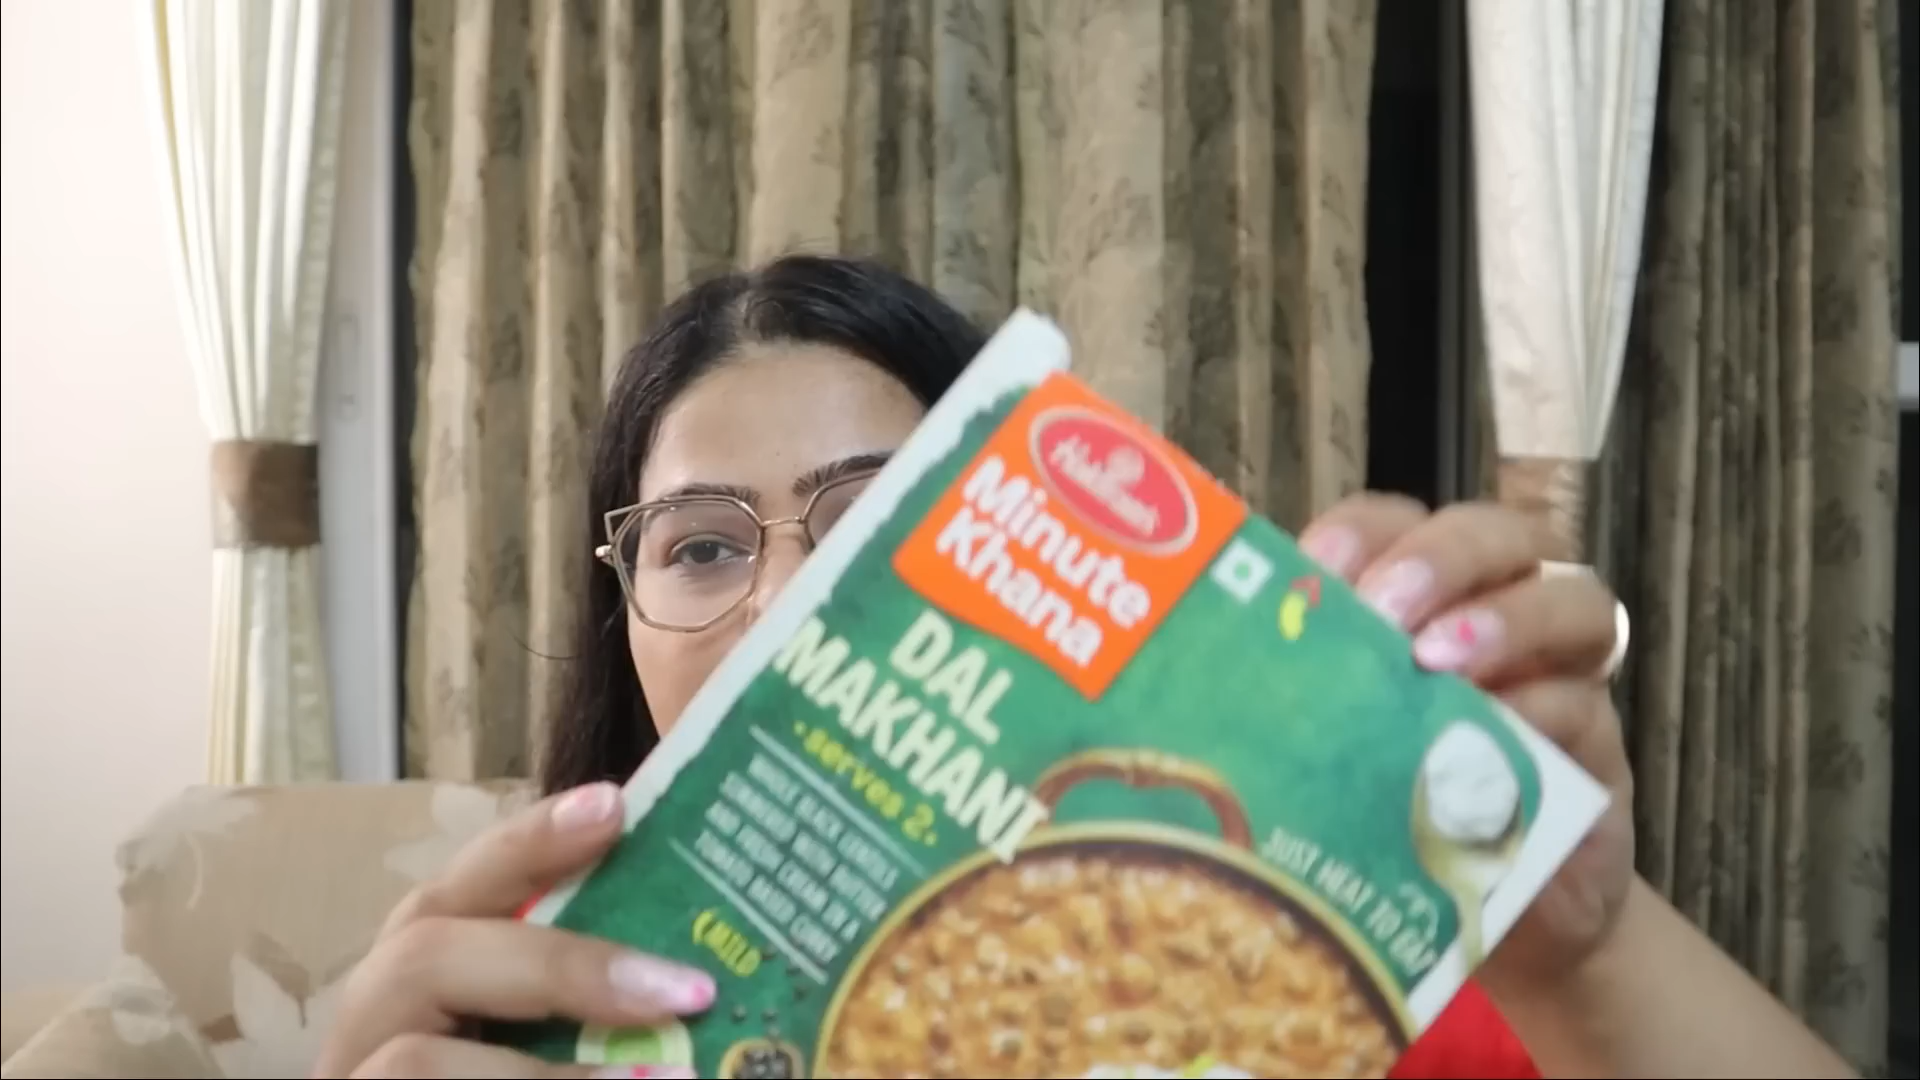 Haldiram's
Minute
Khana
DAL
MAKHANI
·serves 2·
WHOLE BLACK LENTILS
SIMMERED WITH BUTTER
AND FRESH CREAM IN A
TOMATO BASED CURRY
MILD
JUST HEAT TO EAT